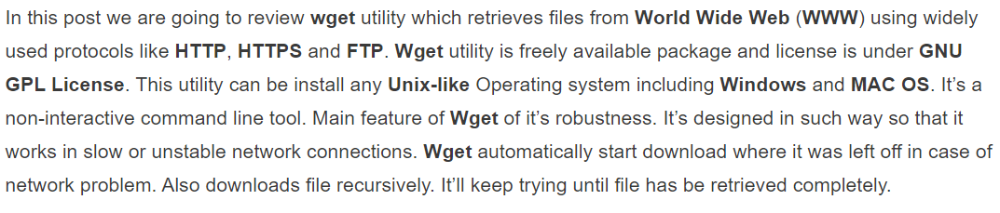 In this post we are going to review wget utility which retrieves files from World Wide Web (WWW) using widely
used protocols like HTTP, HTTPS and FTP. Wget utility is freely available package and license is under GNU
GPL License. This utility can be install any Unix-like Operating system including Windows and MAC OS. It’s a
non-interactive command line tool. Main feature of Wget of it’s robustness. It’s designed in such way so that it
works in slow or unstable network connections. Wget automatically start download where it was left off in case of
network problem. Also downloads file recursively. It’ll keep trying until file has be retrieved completely.